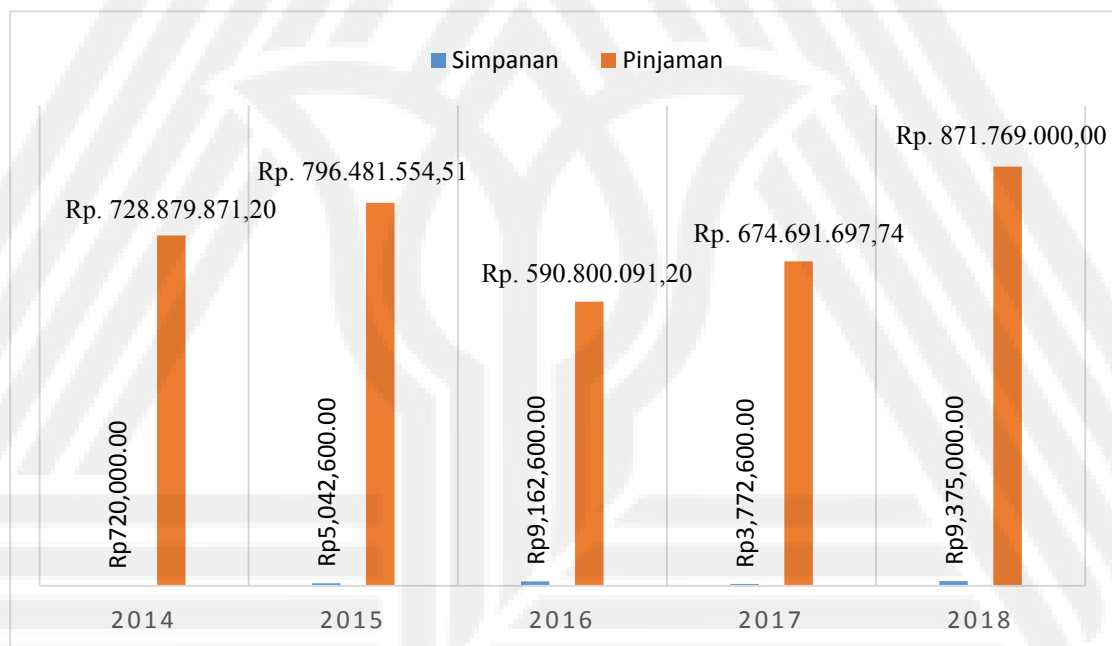 Simpanan Pinjaman
Rp. 871.769.000,00
Rp. 796.481.554,51
Rp. 728.879.871,20
Rp. 674.691.697,74
Rp. 590.800.091,20
Rp720,000.00
Rp5,042,600.00
Rp9,162,600.00
Rp3,772,600.00
Rp9,375,000.00
2014 2015 2016 2017 2018